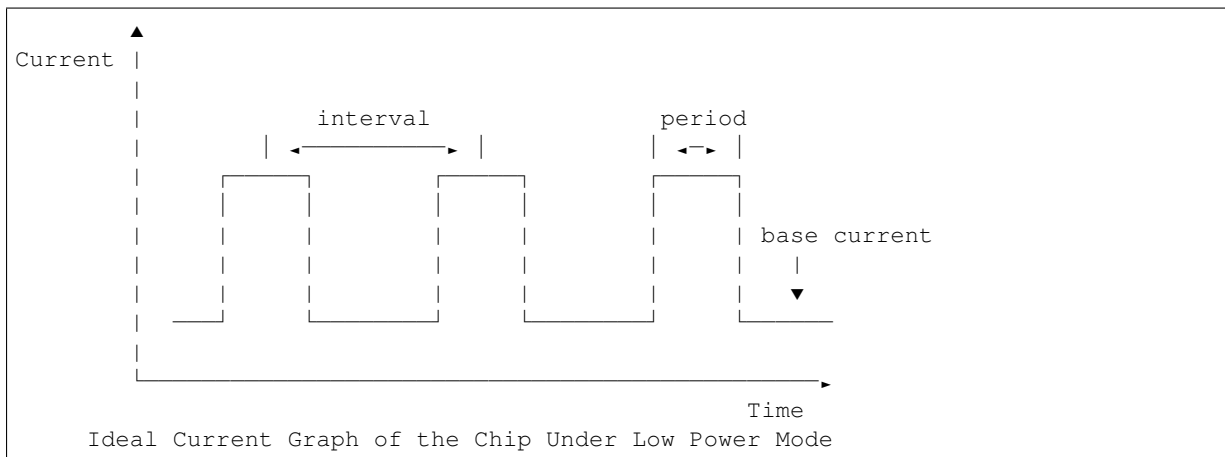 Current
interval
period
base current
Time
Ideal Current Graph of the Chip Under Low Power Mode